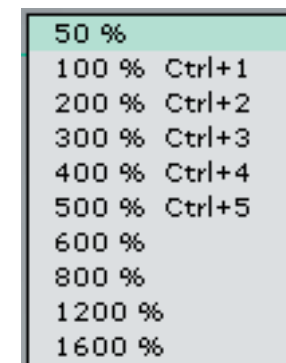 50 %
100 % Ctrl+1
200 % Ctrl+2
300 % Ctrl+3
400 % Ctrl+4
500 % Ctrl+5
600 %
800 %
1200 %
1600 %